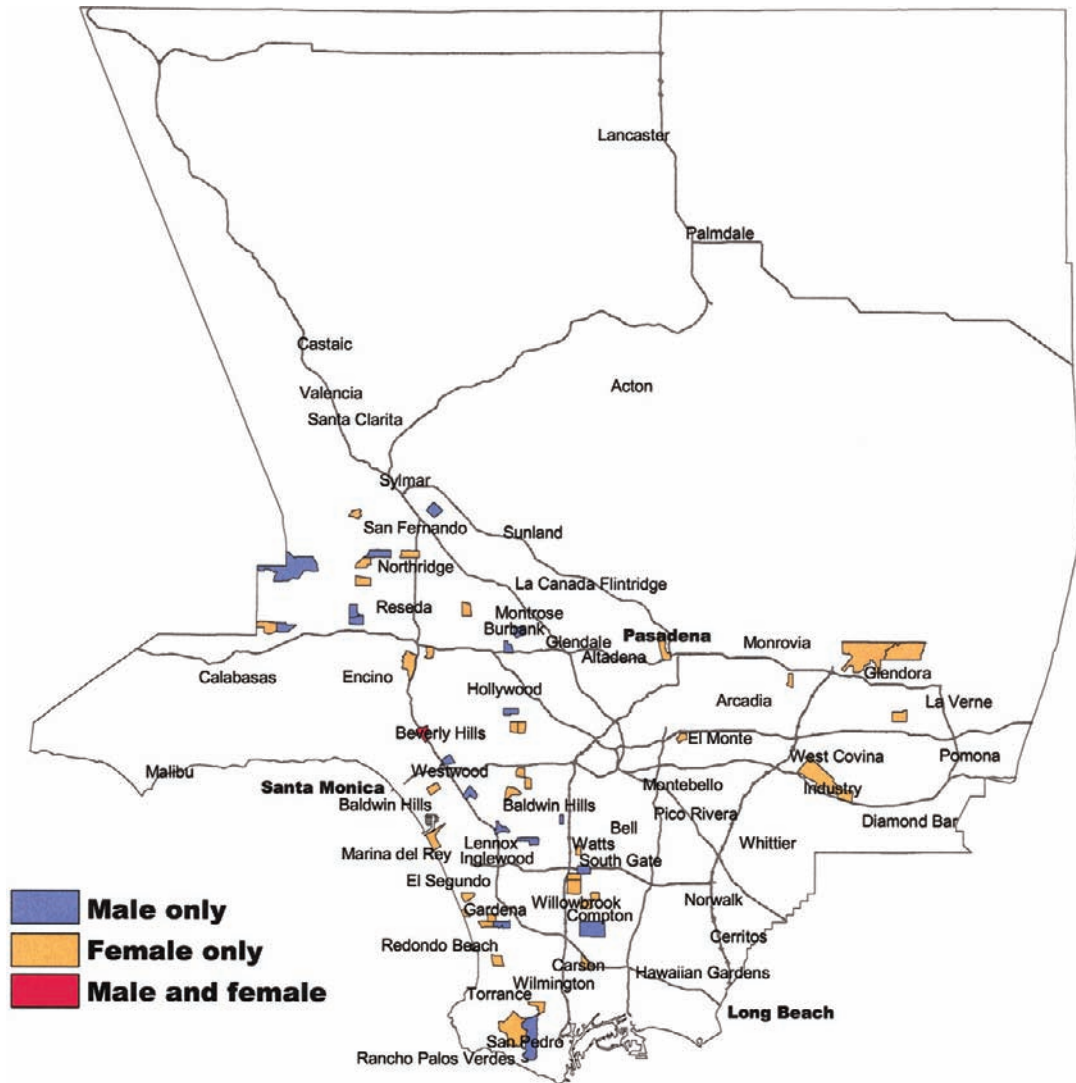 Lancaster
Palmdale
Castaic
Acton
Valencia
Santa Clarita
Sylmar
San Fernando
Sunland
Northridge
La Canada Flintridge
Reseda
Montrose
Burbank
Glendale
Pasadena
Monrovia
Altadena
Calabasas
Encino
Glendora
Hollywood
Arcadia
La Verne
Beverly Hills
El Monte
West Covina
Pomona
Malibu
Westwood
Santa Monica
Montebello
Industry
Baldwin Hills
Baldwin Hills
Pico Rivera
Diamond Bar
Bell
Lennox
Watts
Whittier
Marina del Rey
Inglewood
South Gate
El Segundo
Male only
Gardena
Willowbrook
Norwalk
Compton
Female only
Redondo Beach
Cerritos
Carson
Hawaiian Gardens
Male and female
Torrance
Wilmington
Long Beach
San Pedro
Rancho Palos Verdes